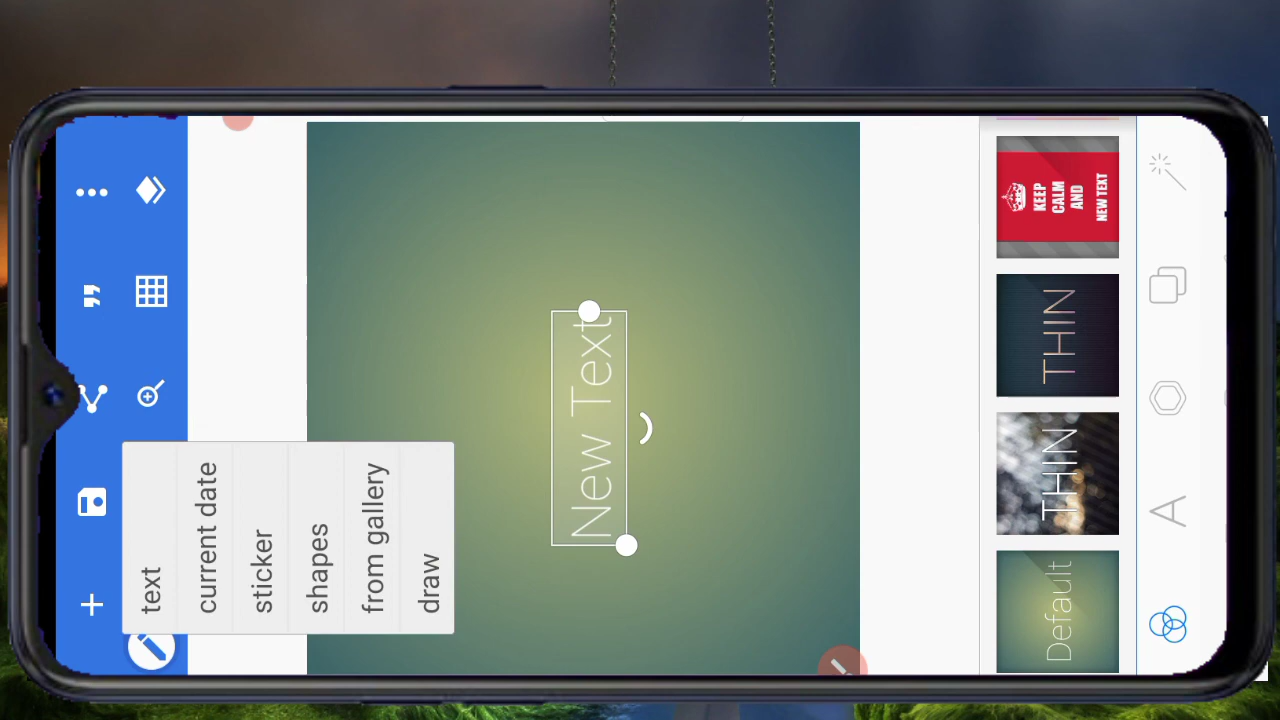 text
current date
sticker
shapes
from gallery
draw
New Text
Default
THIN
THIN
KEEP
CALM
AND
NEW TEXT